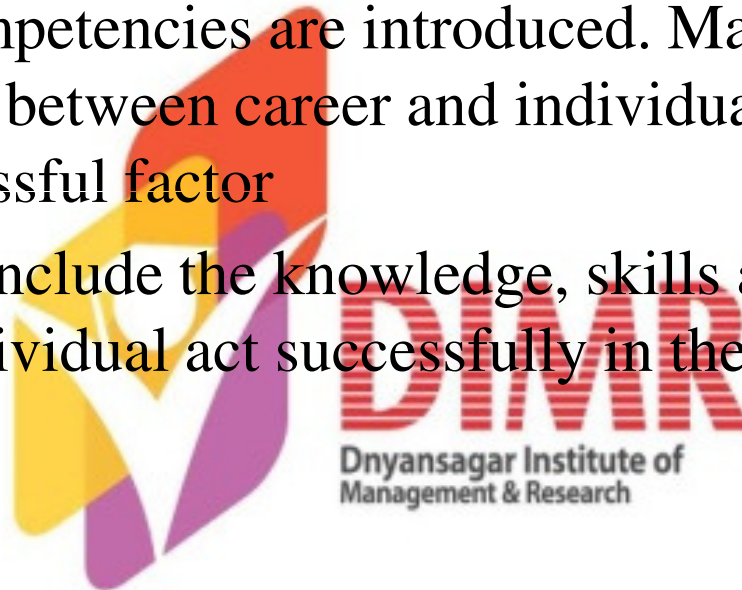 mpetencies are introduced. Ma
between career and individua
ssful factor
nclude the knowledge, skills a
ividual act successfully in the
DIMR
Dnyansagar Institute of
Management & Research